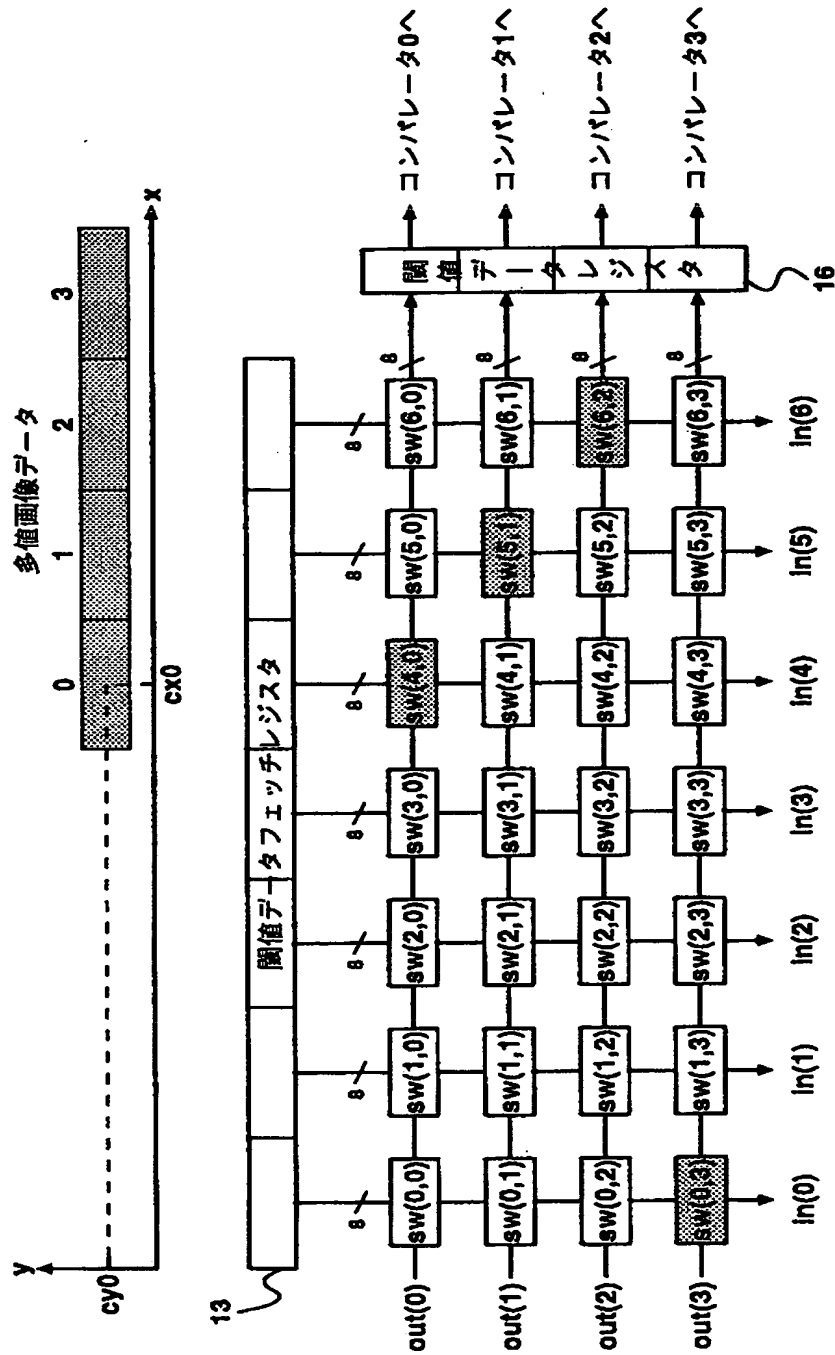 多値画像データ
0 1 2 3
y
cy0
cx0
x
13
閾値データフェッチレジスタ
8 8 8 8 8 8 8
out(0) sw(0,0) sw(1,0) sw(2,0) sw(3,0) sw(4,0) sw(5,0) sw(6,0) 8 コンパレータ0へ
out(1) sw(0,1) sw(1,1) sw(2,1) sw(3,1) sw(4,1) sw(5,1) sw(6,1) 8 コンパレータ1へ
out(2) sw(0,2) sw(1,2) sw(2,2) sw(3,2) sw(4,2) sw(5,2) sw(6,2) 8 コンパレータ2へ
out(3) sw(0,3) sw(1,3) sw(2,3) sw(3,3) sw(4,3) sw(5,3) sw(6,3) 8 コンパレータ3へ
閾値データレジスタ
16
in(0) in(1) in(2) in(3) in(4) in(5) in(6)